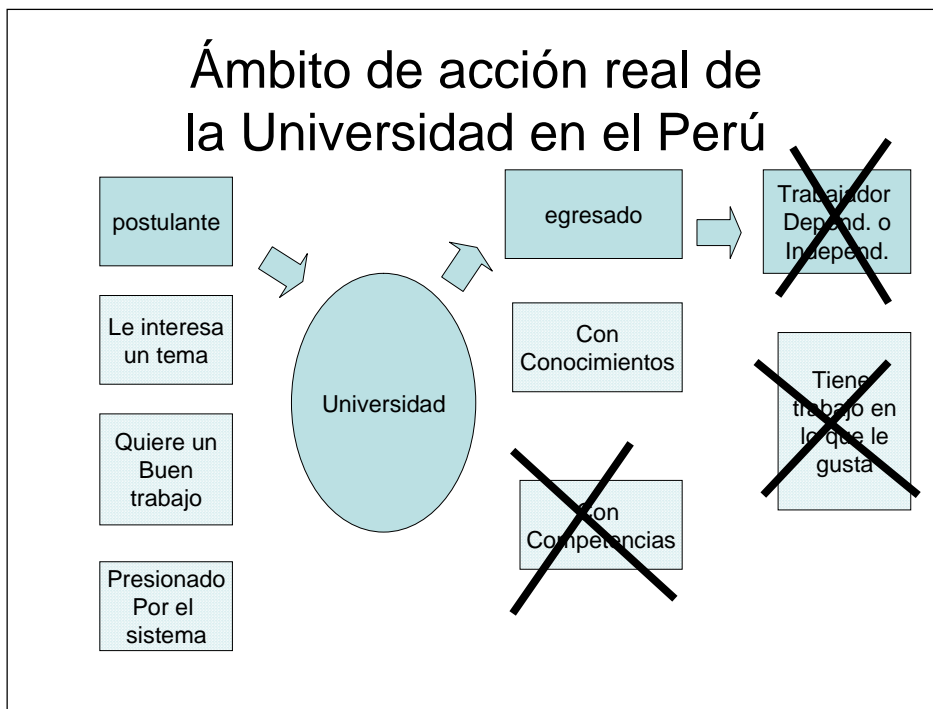 Ámbito de acción real de
la Universidad en el Perú
postulante
Le interesa
un tema
Quiere un
Buen
trabajo
Presionado
Por el
sistema
Universidad
egresado
Con
Conocimientos
Con
Competencias
Trabajador
Depend. o
Independ.
Tiene
trabajo en
lo que le
gusta